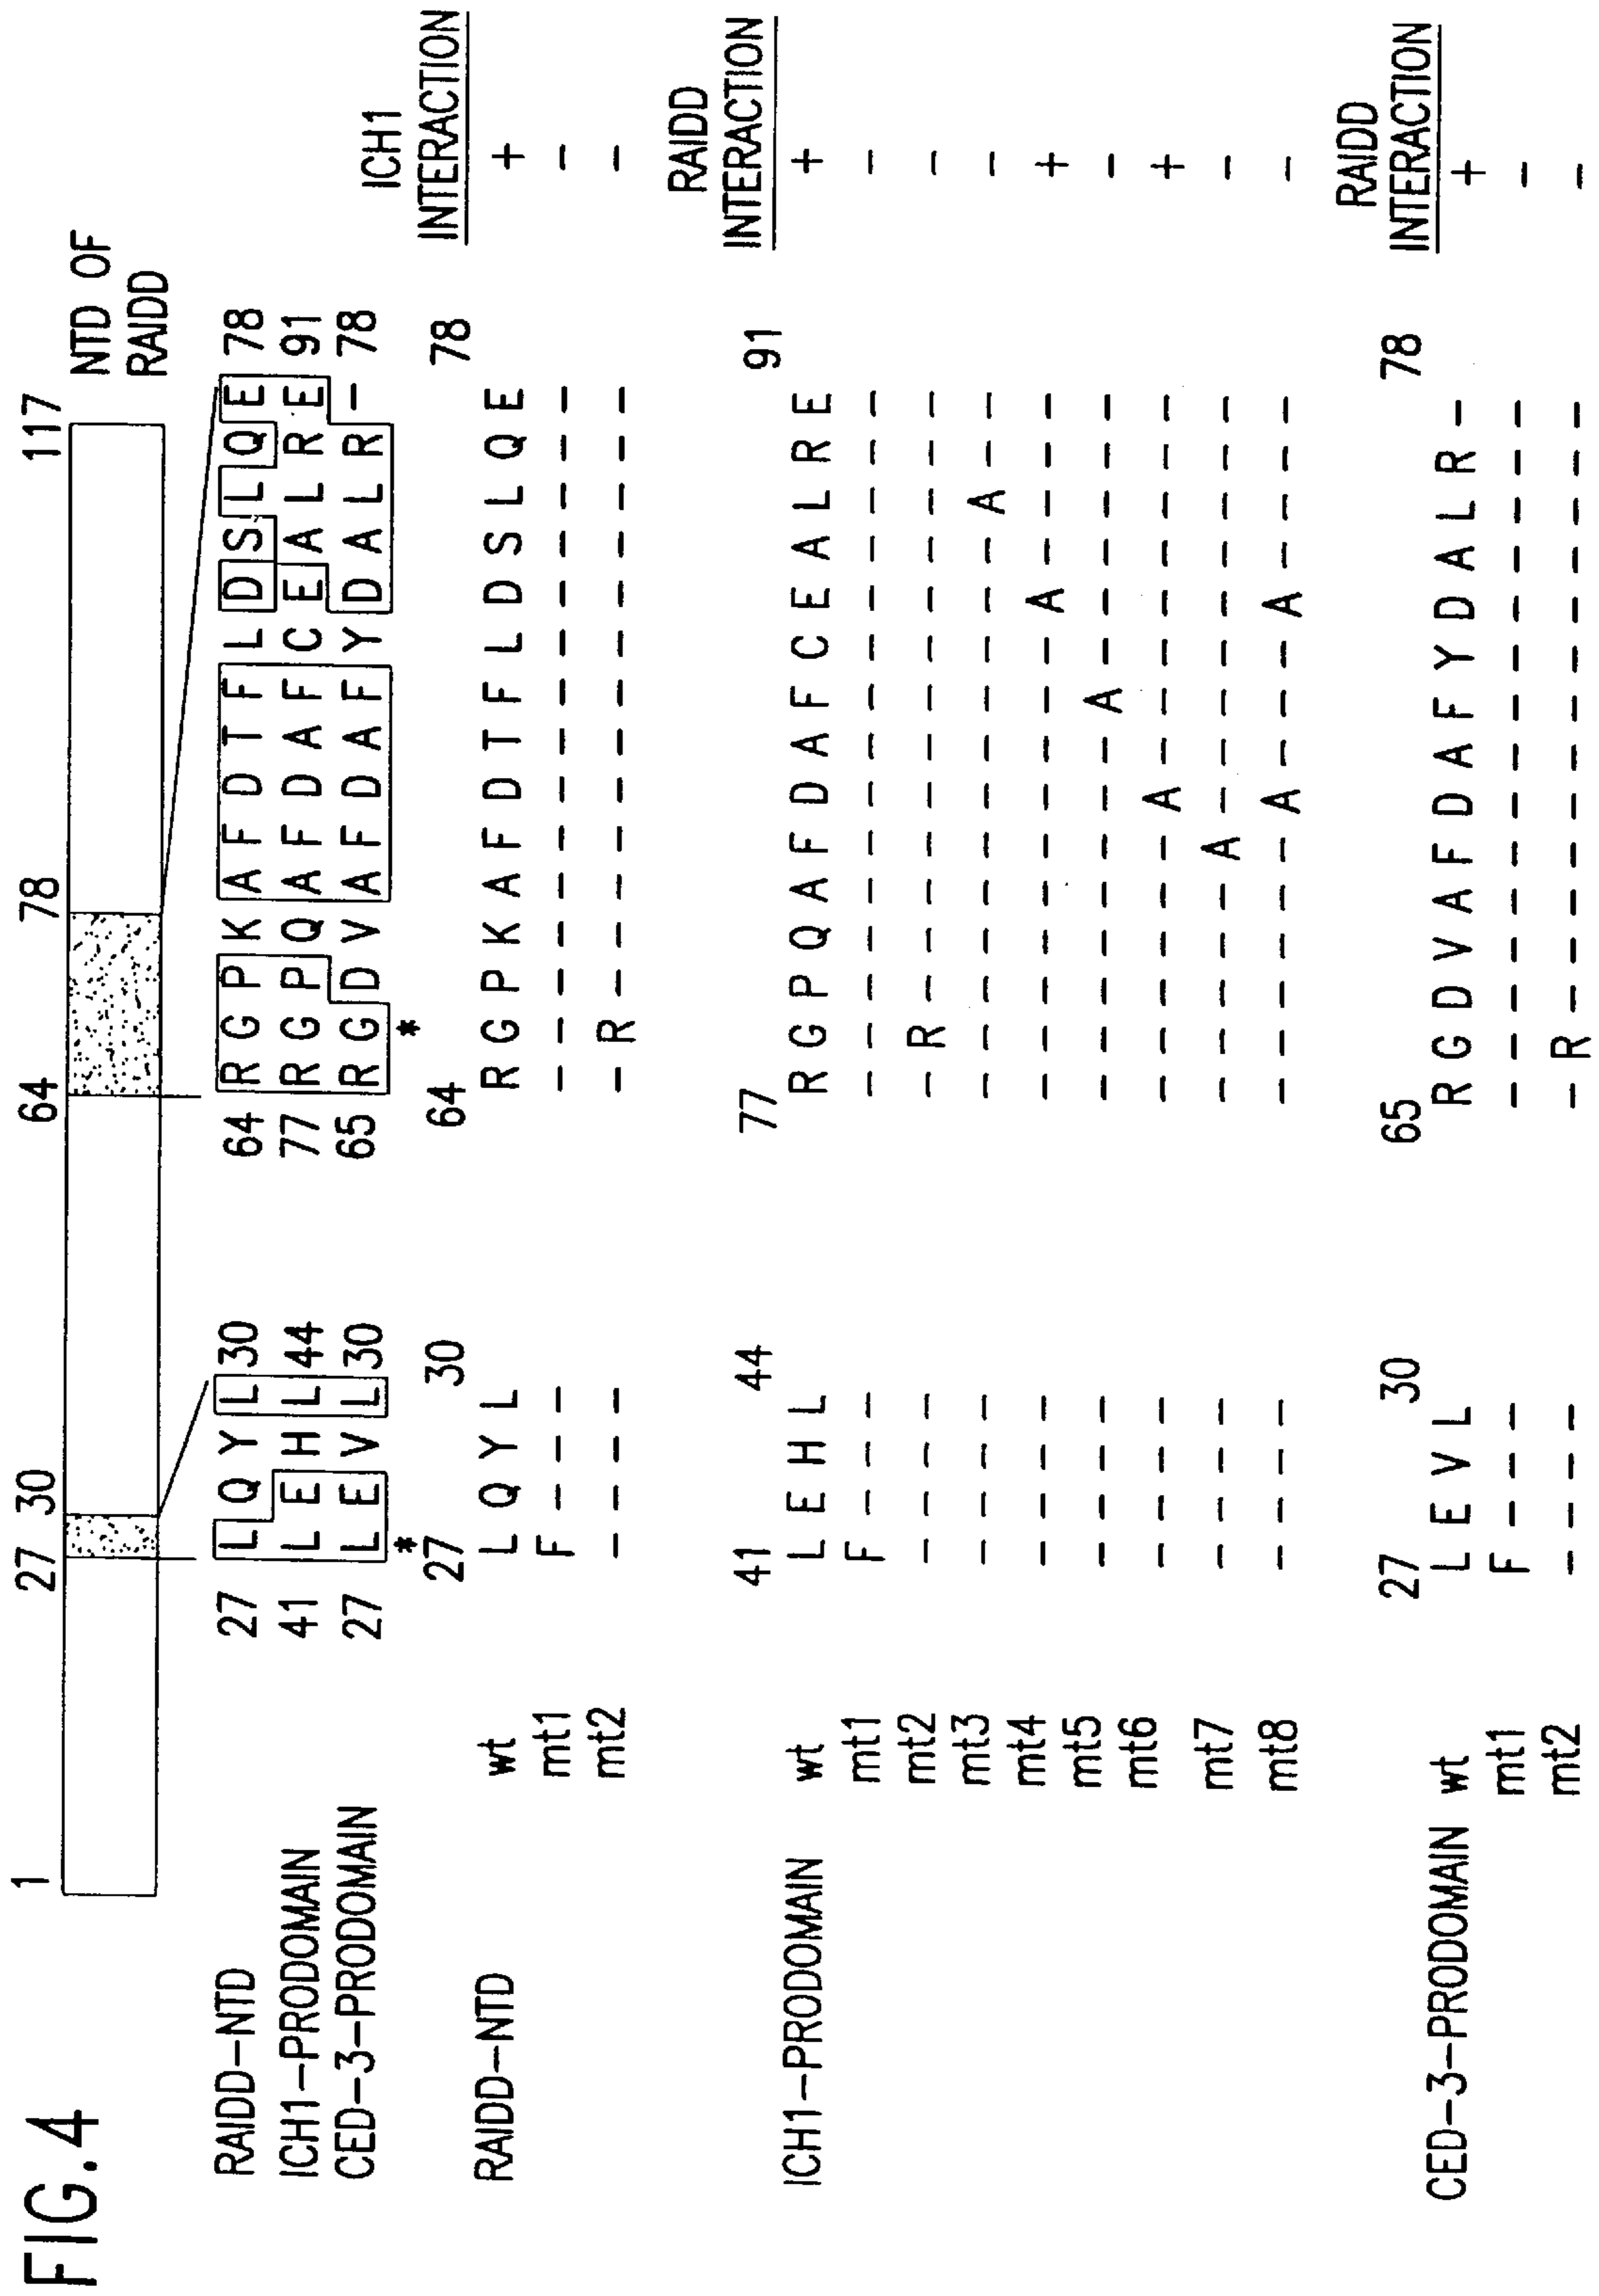 FIG.4
1 27 30 64 78 117
NTD OF
RAIDD
RAIDD-NTD 27 L Q Y L 30 64 R G P K A F D T F L D S L Q E 78
ICH1-PRODOMAIN 41 L E H L 44 77 R G P Q A F D A F C E A L R E 91
CED-3-PRODOMAIN 27 L E V L 30 65 R G D V A F D A F Y D A L R - 78
* *
ICH1
27 30 64 78 INTERACTION
RAIDD-NTD wt L Q Y L R G P K A F D T F L D S L Q E +
mt1 F - - - - - - - - - - - - - - - - - - -
mt2 - - - - - R - - - - - - - - - - - - - -
RAIDD
41 44 77 91 INTERACTION
ICH1-PRODOMAIN wt L E H L R G P Q A F D A F C E A L R E +
mt1 F - - - - - - - - - - - - - - - - - - -
mt2 - - - - - R - - - - - - - - - - - - - -
mt3 - - - - - - - - - - - - - - - - A - - -
mt4 - - - - - - - - - - - - - - A - - - - +
mt5 - - - - - - - - - - - - A - - - - - - -
mt6 - - - - - - - - - - A - - - - - - - - +
mt7 - - - - - - - - - A - - - - - - - - - -
mt8 - - - - - - - - - - A - - - A - - - - -
RAIDD
27 30 65 78 INTERACTION
CED-3-PRODOMAIN wt L E V L R G D V A F D A F Y D A L R - +
mt1 F - - - - - - - - - - - - - - - - - - -
mt2 - - - - - R - - - - - - - - - - - - - -